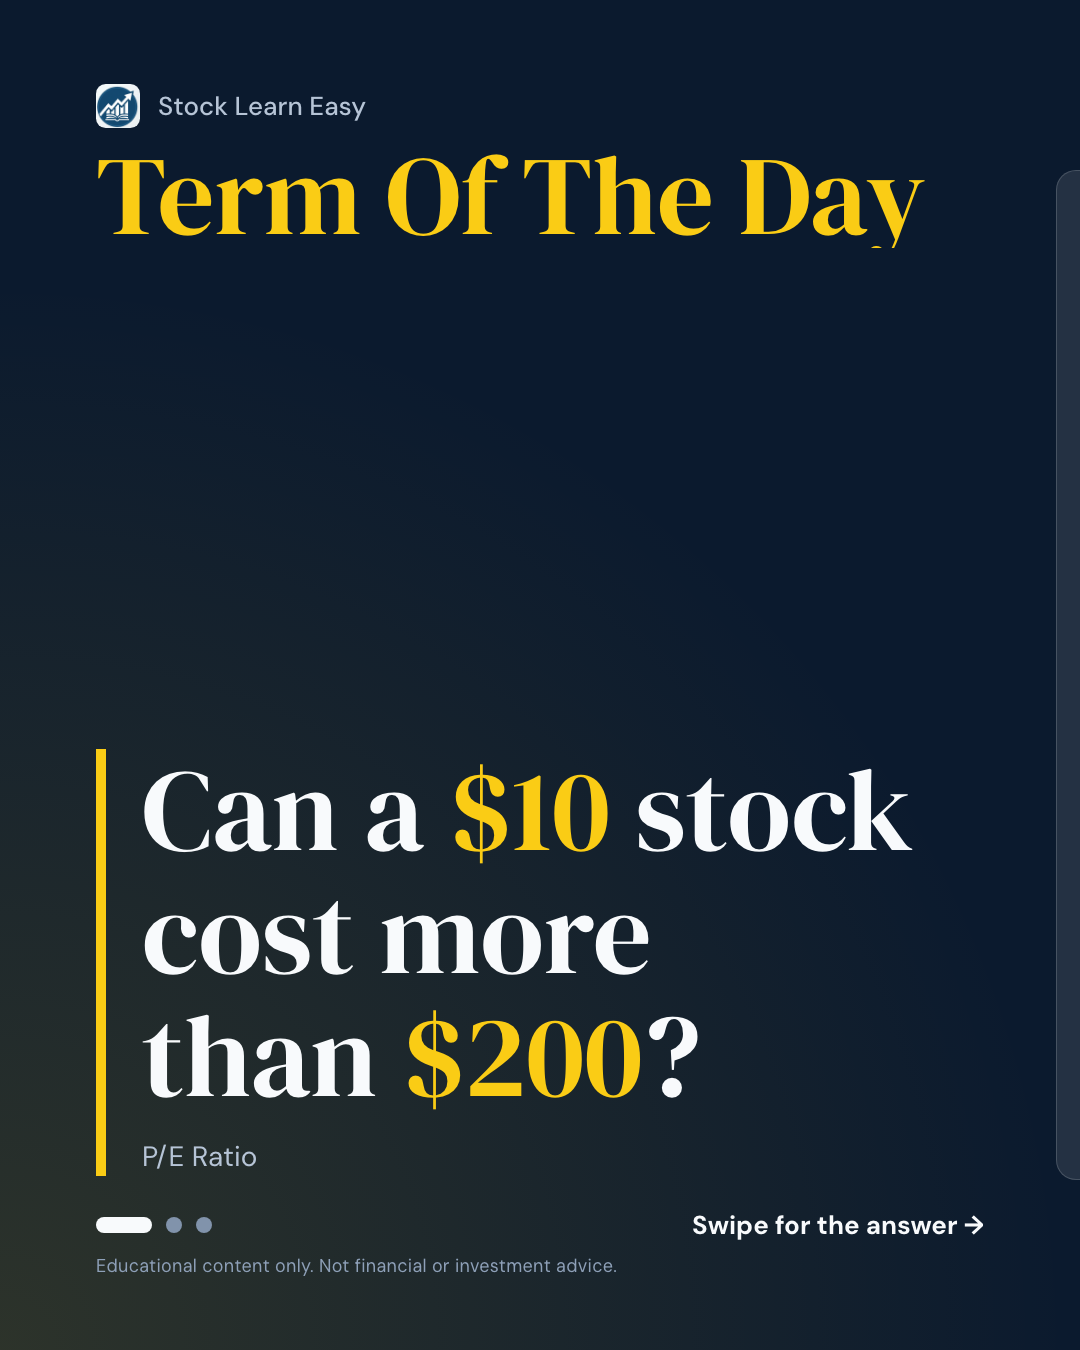 Stock Learn Easy
Term Of The Day
Can a $10 stock
cost more
than $200?
P/E Ratio
Swipe for the answer →
Educational content only. Not financial or investment advice.